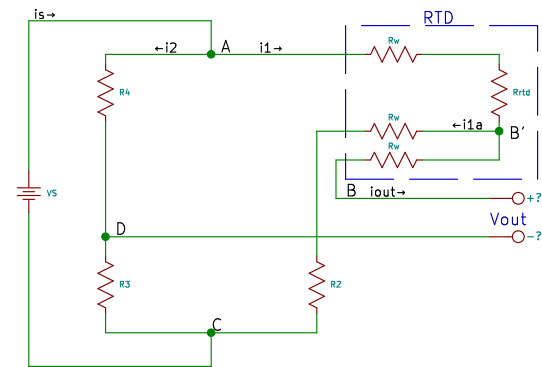 is→
RTD
←i2
A
i1→
Rw
R4
Rrtd
Rw
←i1a
B'
Rw
VS
B
iout→
+?
Vout
D
-?
R3
R2
C